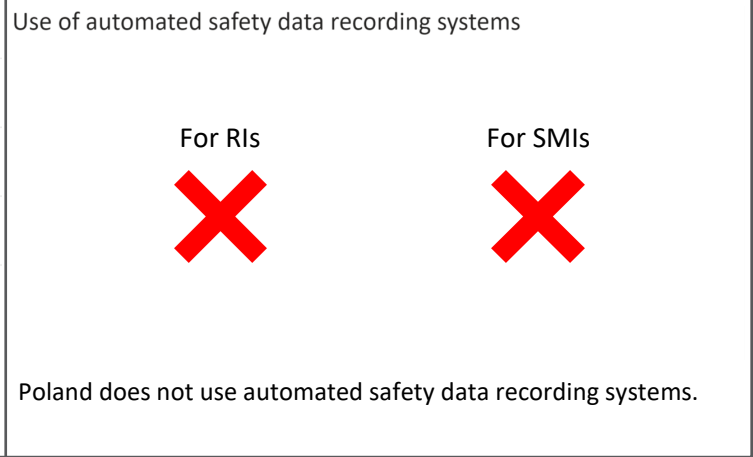 Use of automated safety data recording systems
For RIs
For SMIs
Poland does not use automated safety data recording systems.